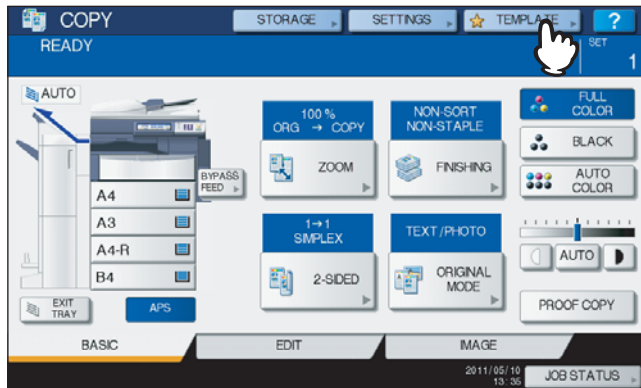 COPY
STORAGE
SETTINGS
TEMPLATE
?
READY
SET
1
AUTO
A4
A3
A4-R
B4
BYPASS
FEED
EXIT
TRAY
APS
100 %
ORG → COPY
ZOOM
NON-SORT
NON-STAPLE
FINISHING
1→1
SIMPLEX
2-SIDED
TEXT/PHOTO
ORIGINAL
MODE
FULL
COLOR
BLACK
AUTO
COLOR
AUTO
PROOF COPY
BASIC
EDIT
IMAGE
2011/05/10
13:35
JOB STATUS